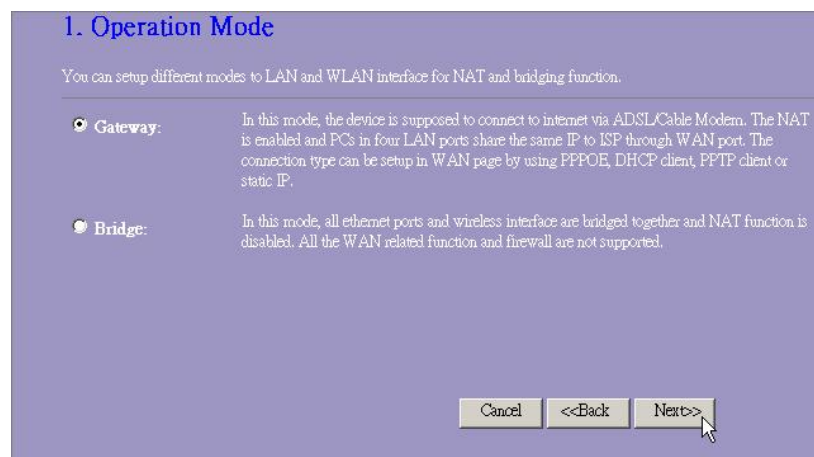 1. Operation Mode
You can setup different modes to LAN and WLAN interface for NAT and bridging function.
Gateway:
In this mode, the device is supposed to connect to internet via ADSL/Cable Modem. The NAT
is enabled and PCs in four LAN ports share the same IP to ISP through WAN port. The
connection type can be setup in WAN page by using PPPOE, DHCP client, PPTP client or
static IP.
Bridge:
In this mode, all ethernet ports and wireless interface are bridged together and NAT function is
disabled. All the WAN related function and firewall are not supported.
Cancel
<<Back
Next>>